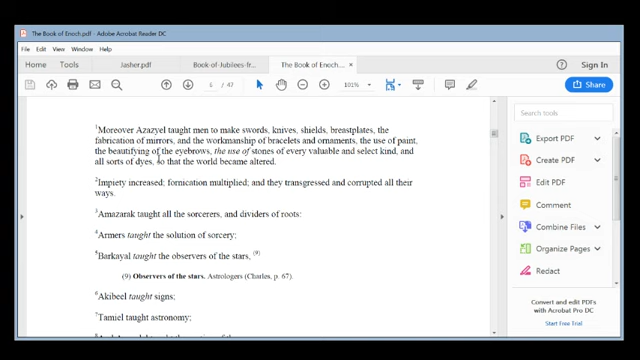 The Book of Enoch.pdf - Adobe Acrobat Reader DC
File Edit View Window Help
Home Tools Jasher.pdf Book-of-Jubilees-fr... The Book of Enoch.... × ? Sign In
/ 47 101% Share
1Moreover Azazyel taught men to make swords, knives, shields, breastplates, the
fabrication of mirrors, and the workmanship of bracelets and ornaments, the use of paint,
the beautifying of the eyebrows, the use of stones of every valuable and select kind, and
all sorts of dyes, so that the world became altered.
2Impiety increased; fornication multiplied; and they transgressed and corrupted all their
ways.
3Amazarak taught all the sorcerers, and dividers of roots:
4Armers taught the solution of sorcery;
5Barkayal taught the observers of the stars, (9)
(9) Observers of the stars. Astrologers (Charles, p. 67).
6Akibeel taught signs;
7Tamiel taught astronomy;
Search tools
Export PDF
Create PDF
Edit PDF
Comment
Combine Files
Organize Pages
Redact
Convert and edit PDFs
with Acrobat Pro DC
Start Free Trial